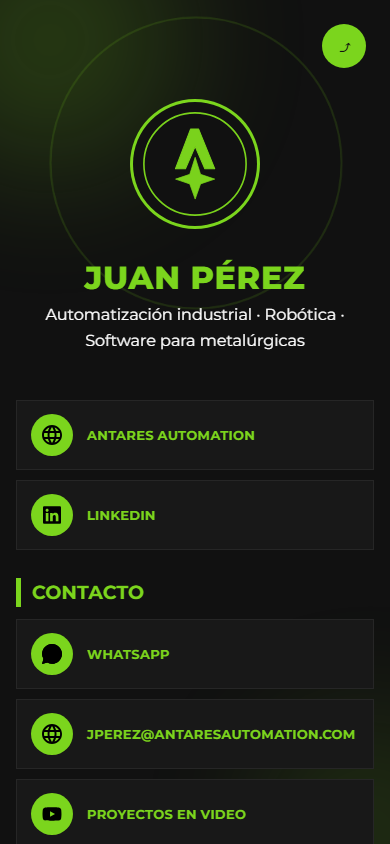 JUAN PÉREZ
Automatización industrial · Robótica ·
Software para metalúrgicas
ANTARES AUTOMATION
LINKEDIN
CONTACTO
WHATSAPP
JPEREZ@ANTARESAUTOMATION.COM
PROYECTOS EN VIDEO